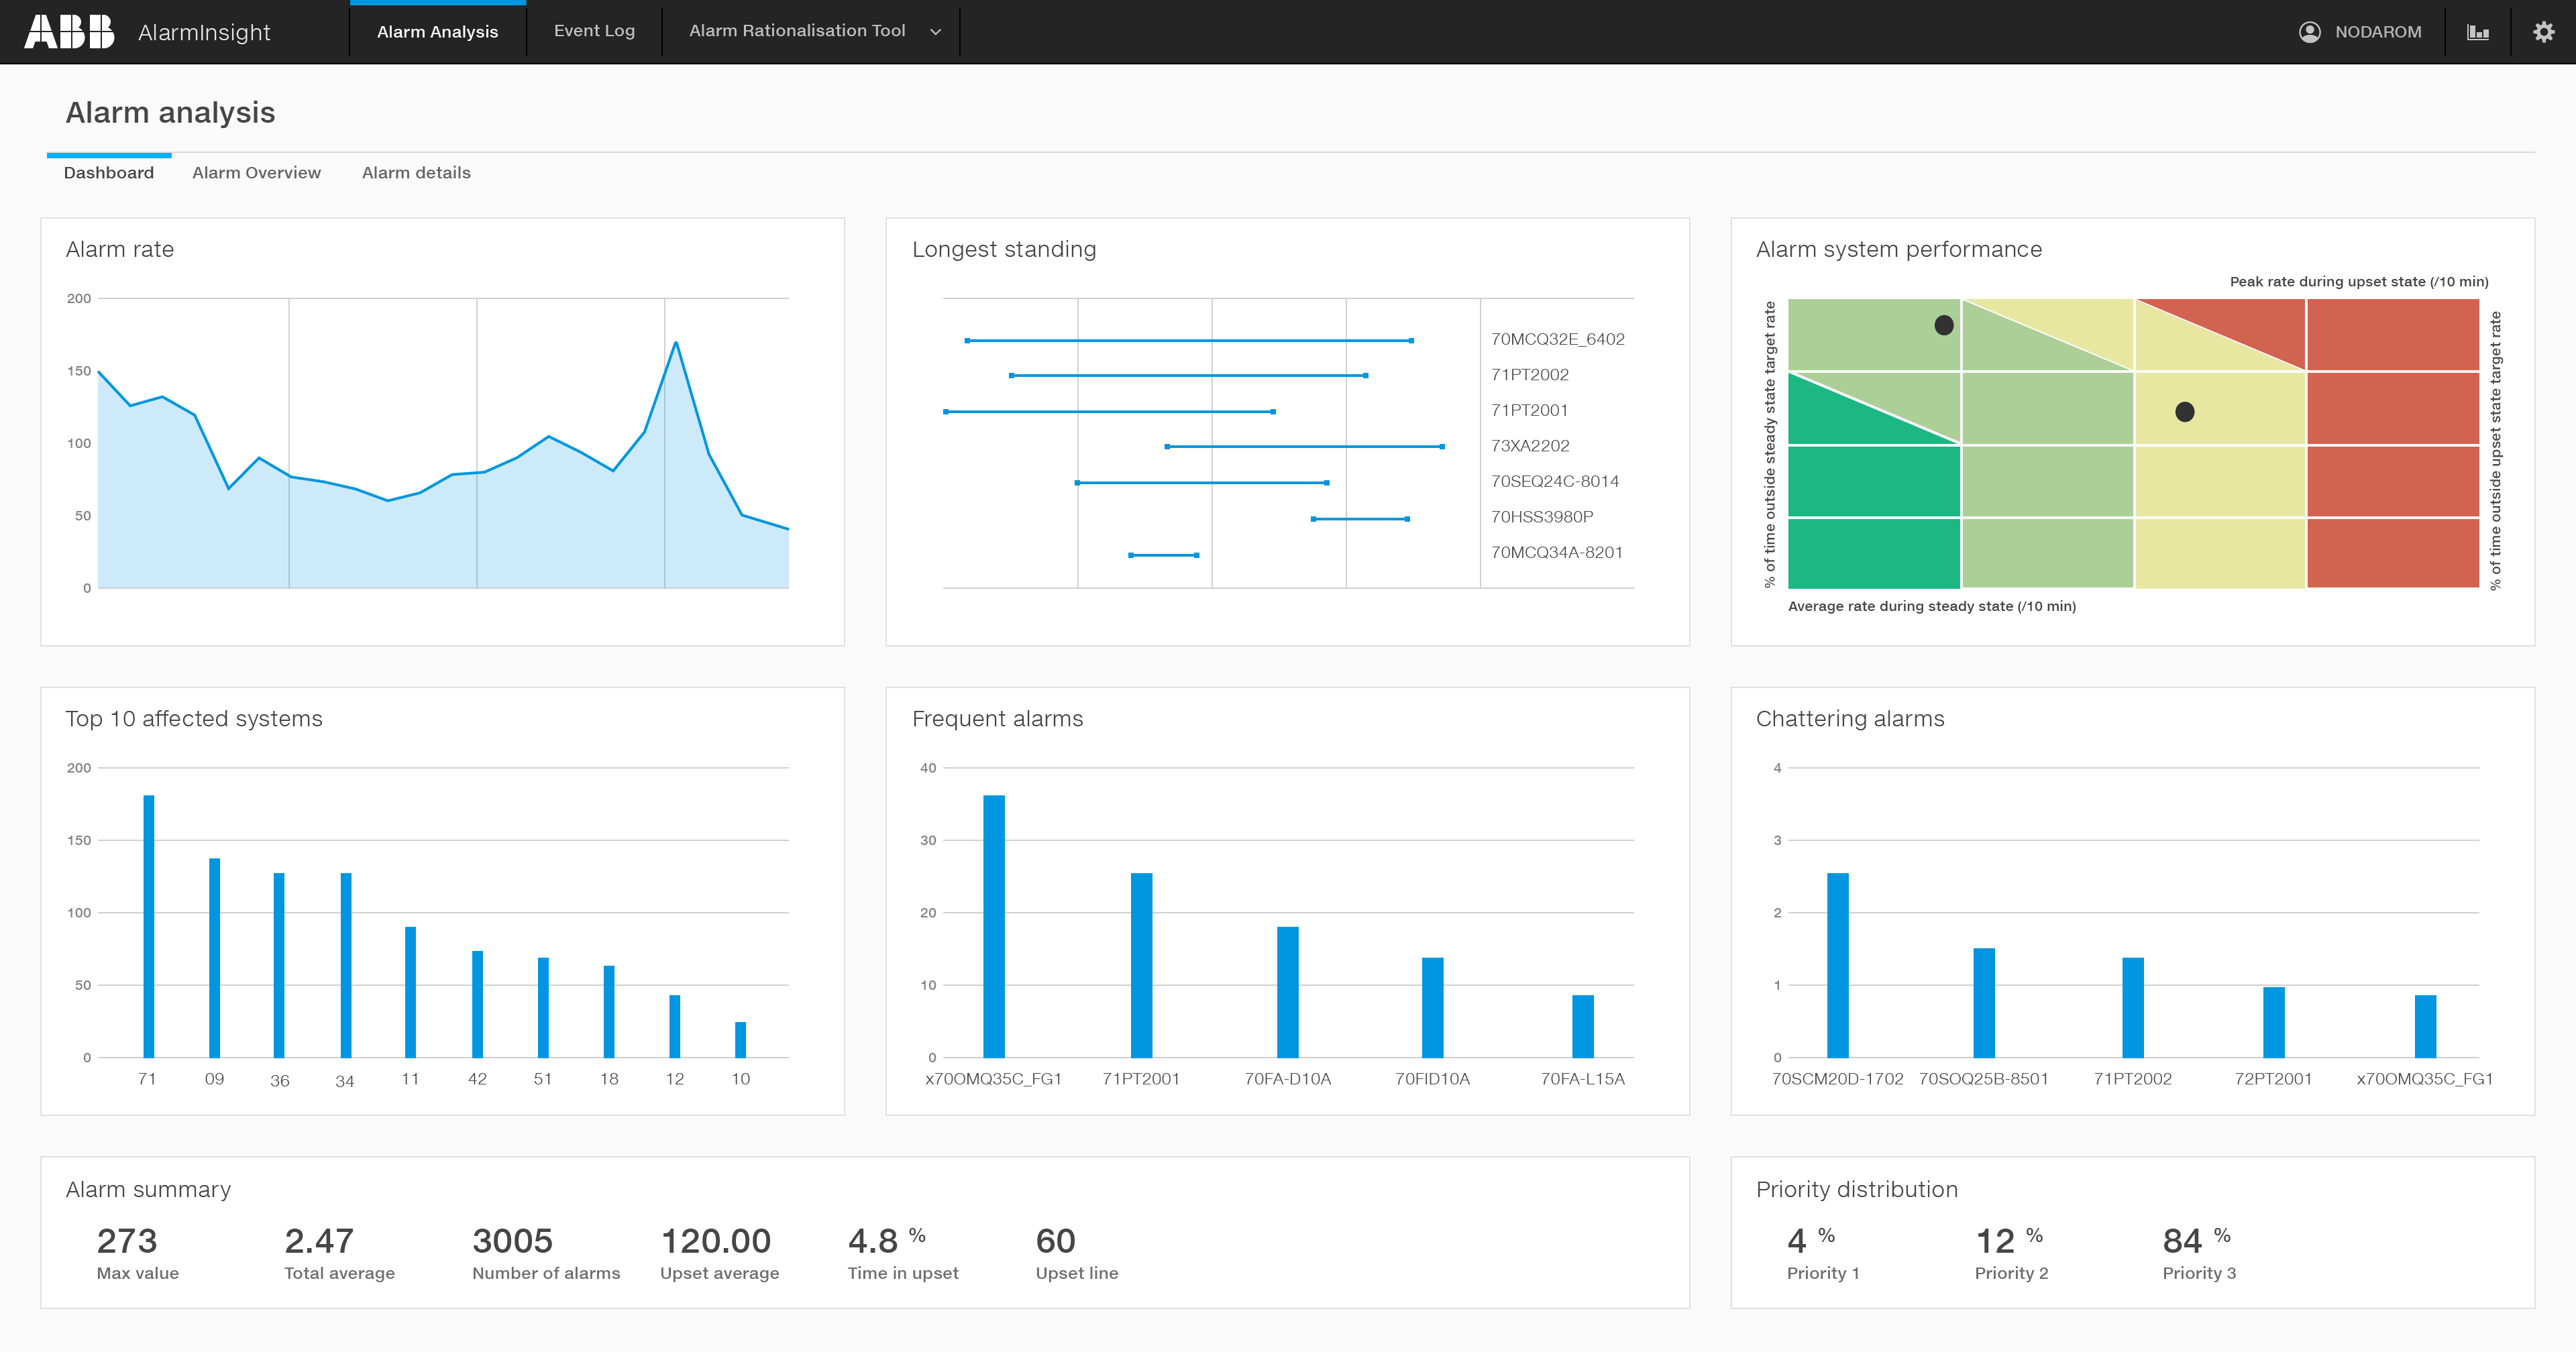 ABB AlarmInsight Alarm Analysis Event Log Alarm Rationalisation Tool NODAROM
Alarm analysis
Dashboard Alarm Overview Alarm details
Alarm rate
200
150
100
50
0
Longest standing
70MCQ32E_6402
71PT2002
71PT2001
73XA2202
70SEQ24C-8014
70HSS3980P
70MCQ34A-8201
Alarm system performance
Peak rate during upset state (/10 min)
% of time outside steady state target rate
% of time outside upset state target rate
Average rate during steady state (/10 min)
Top 10 affected systems
200
150
100
50
0
71 09 36 34 11 42 51 18 12 10
Frequent alarms
40
30
20
10
0
x70OMQ35C_FG1 71PT2001 70FA-D10A 70FID10A 70FA-L15A
Chattering alarms
4
3
2
1
0
70SCM20D-1702 70SOQ25B-8501 71PT2002 72PT2001 x70OMQ35C_FG1
Alarm summary
273 2.47 3005 120.00 4.8 % 60
Max value Total average Number of alarms Upset average Time in upset Upset line
Priority distribution
4 % 12 % 84 %
Priority 1 Priority 2 Priority 3